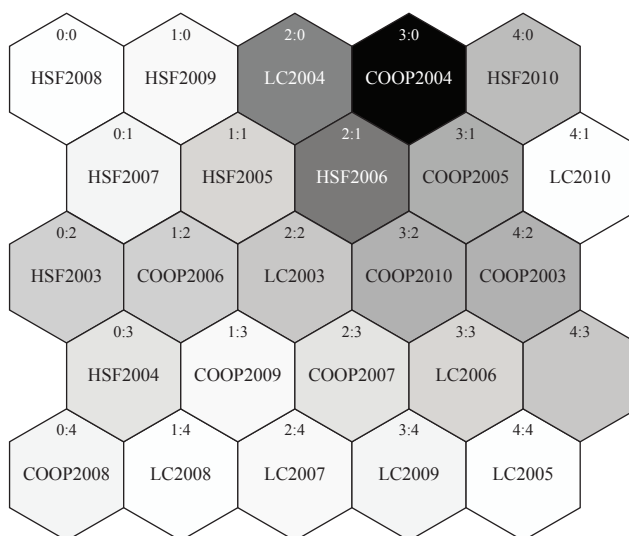 0:0 1:0 2:0 3:0 4:0
HSF2008 HSF2009 LC2004 COOP2004 HSF2010
0:1 1:1 2:1 3:1 4:1
HSF2007 HSF2005 HSF2006 COOP2005 LC2010
0:2 1:2 2:2 3:2 4:2
HSF2003 COOP2006 LC2003 COOP2010 COOP2003
0:3 1:3 2:3 3:3 4:3
HSF2004 COOP2009 COOP2007 LC2006
0:4 1:4 2:4 3:4 4:4
COOP2008 LC2008 LC2007 LC2009 LC2005